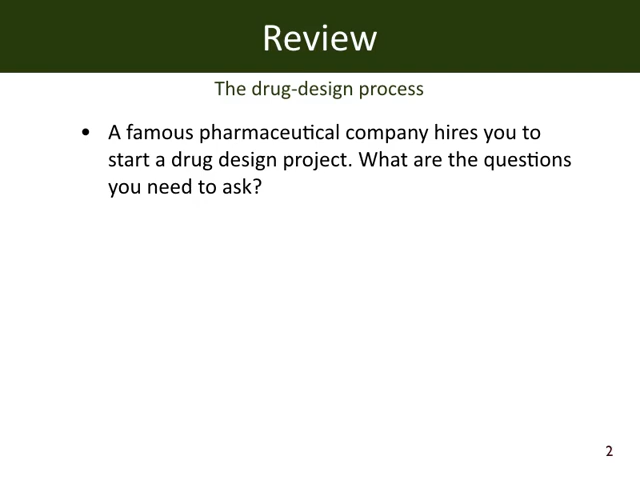 Review
The drug-design process
• A famous pharmaceutical company hires you to
start a drug design project. What are the questions
you need to ask?
2